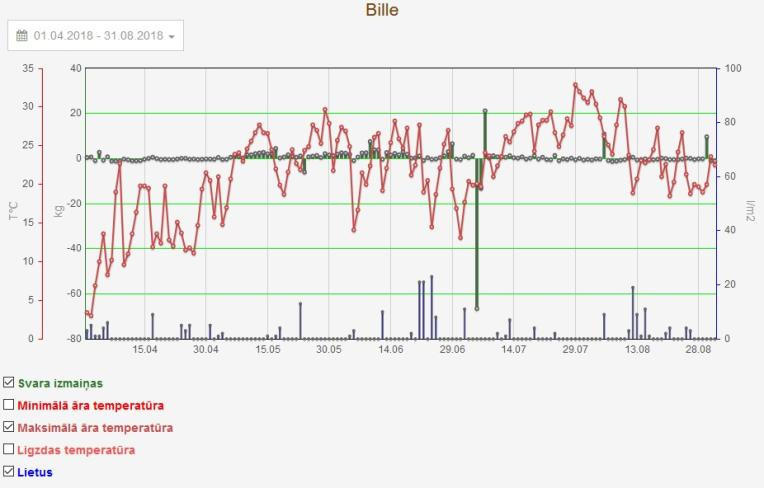 Bille
01.04.2018 - 31.08.2018
35 40 100
30 20 80
25 0 60
20 -20 40
15 -40 20
10 -60 0
5 -80
0
T°C kg l/m2
15.04 30.04 15.05 30.05 14.06 29.06 14.07 29.07 13.08 28.08
Svara izmaiņas
Minimālā āra temperatūra
Maksimālā āra temperatūra
Ligzdas temperatūra
Lietus